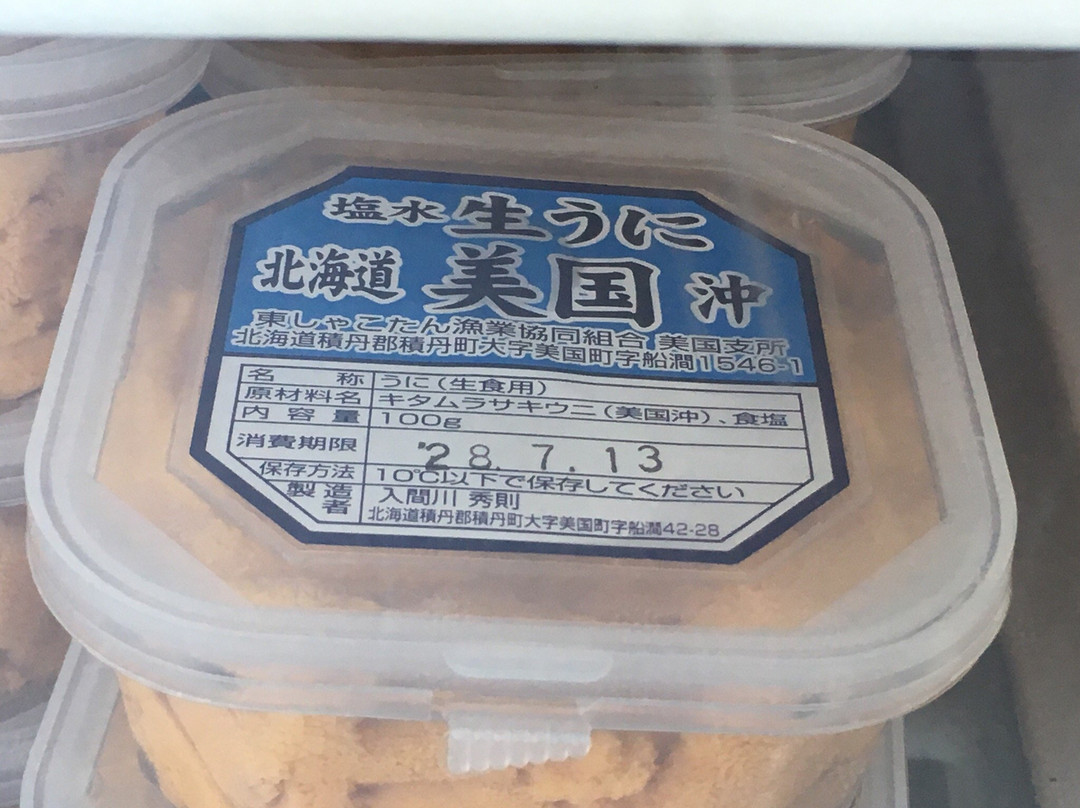 塩水 生うに
北海道 美国 沖
東しゃこたん漁業協同組合 美国支所
北海道積丹郡積丹町大字美国町字船澗1546-1
名称 うに(生食用)
原材料名 キタムラサキウニ(美国沖)、食塩
内容量 100g
消費期限 '28.7.13
保存方法 10℃以下で保存してください
製造者 入間川 秀則
北海道積丹郡積丹町大字美国町字船澗42-28